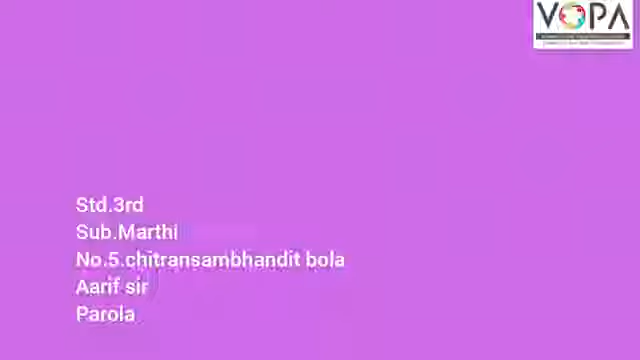 VOPA
Std.3rd
Sub.Marthi
No.5.chitransambhandit bola
Aarif sir
Parola